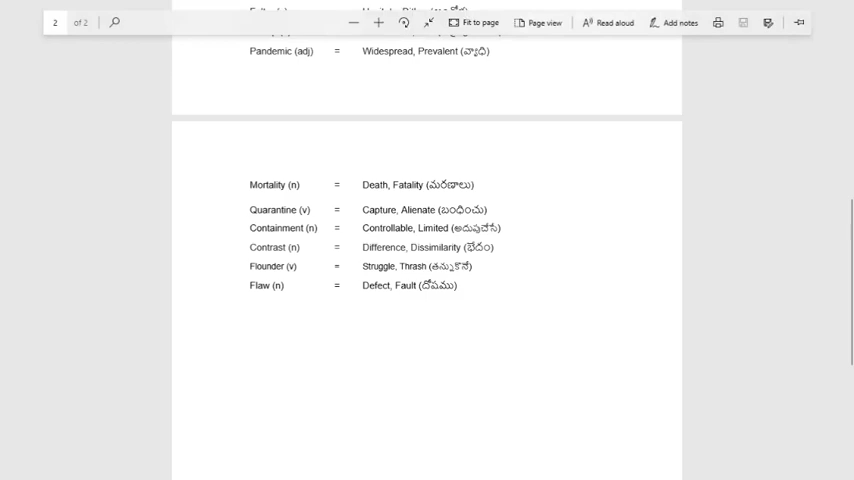 2 of 2 Fit to page Page view Read aloud Add notes
Pandemic (adj) = Widespread, Prevalent (వ్యాధి)
Mortality (n) = Death, Fatality (మరణాలు)
Quarantine (v) = Capture, Alienate (బంధించు)
Containment (n) = Controllable, Limited (అదుపుచేసే)
Contrast (n) = Difference, Dissimilarity (భేదం)
Flounder (v) = Struggle, Thrash (తన్నుకొనే)
Flaw (n) = Defect, Fault (దోషము)